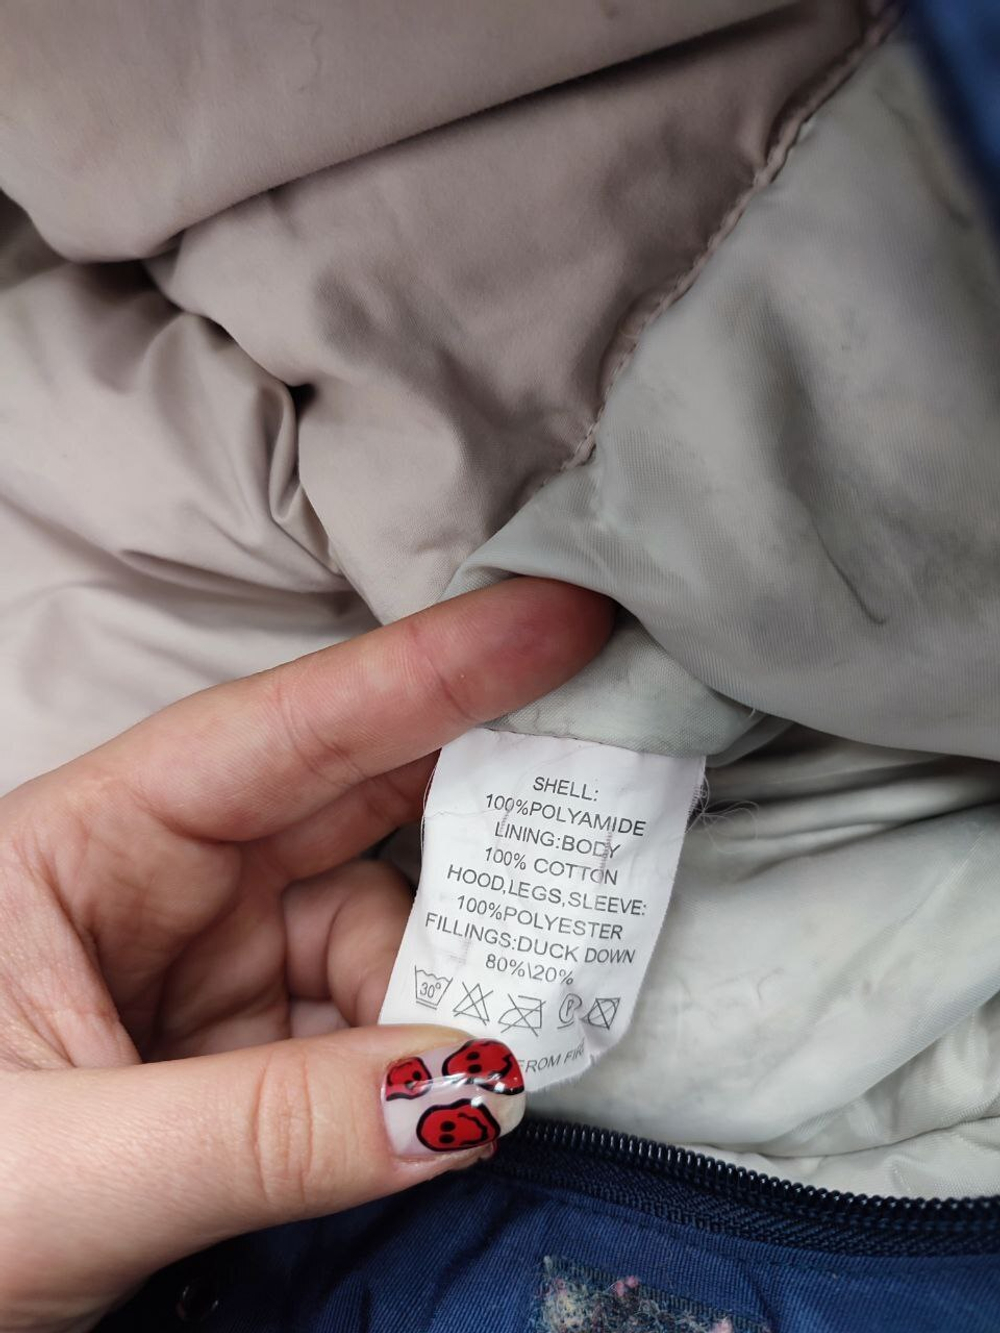 SHELL:
100%POLYAMIDE
LINING:BODY
100% COTTON
HOOD,LEGS,SLEEVE:
100%POLYESTER
FILLINGS:DUCK DOWN
80%\20%
30°
P
FROM